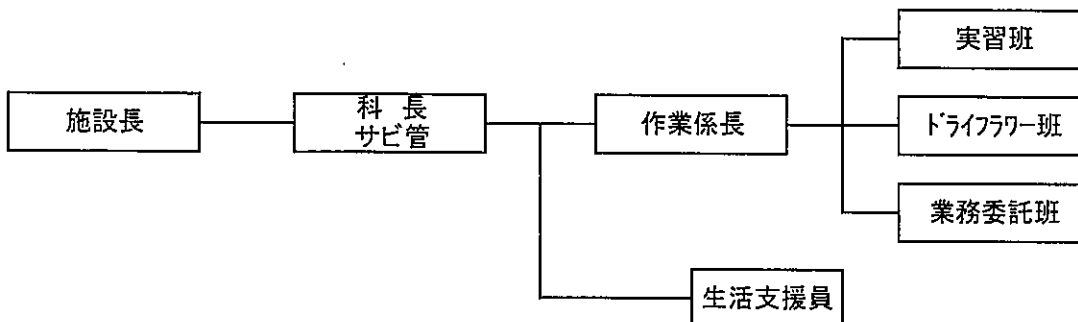 実習班
施設長
科 長
サビ管
作業係長
ドライフラワー班
業務委託班
生活支援員